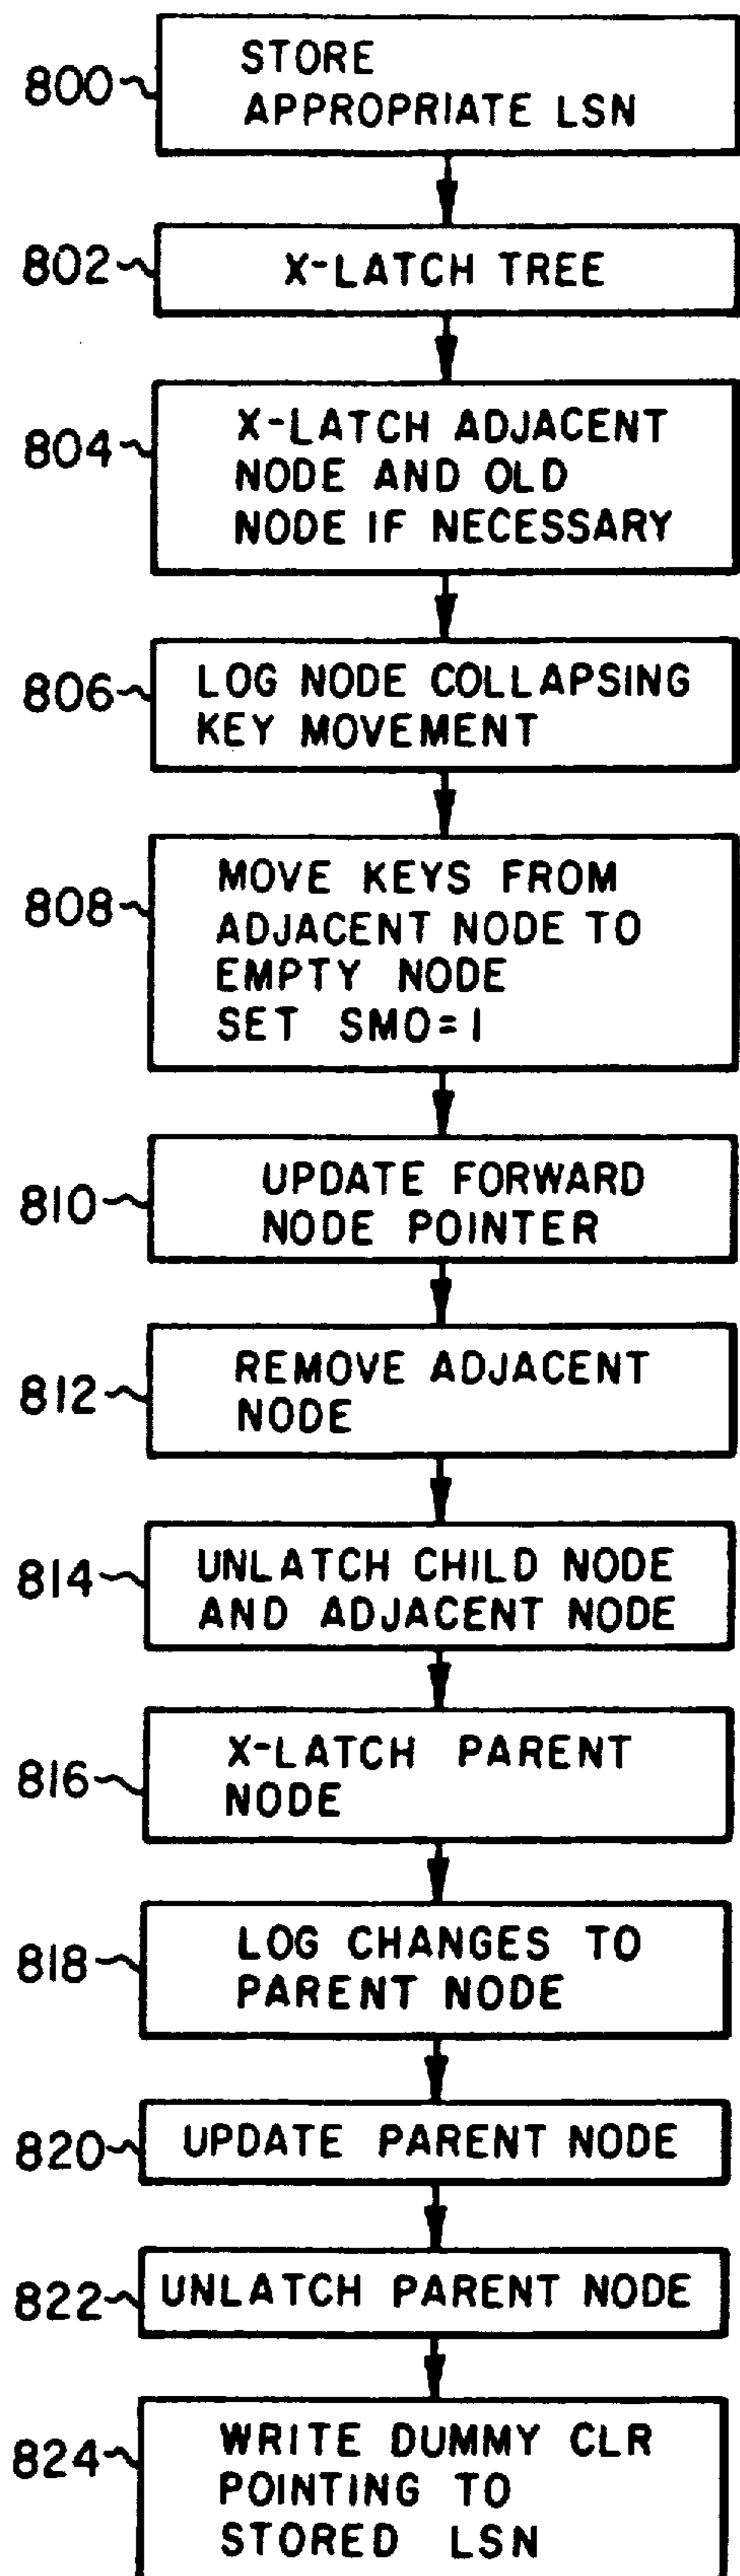 800
STORE
APPROPRIATE LSN
802
X-LATCH TREE
804
X-LATCH ADJACENT
NODE AND OLD
NODE IF NECESSARY
806
LOG NODE COLLAPSING
KEY MOVEMENT
808
MOVE KEYS FROM
ADJACENT NODE TO
EMPTY NODE
SET SMO=1
810
UPDATE FORWARD
NODE POINTER
812
REMOVE ADJACENT
NODE
814
UNLATCH CHILD NODE
AND ADJACENT NODE
816
X-LATCH PARENT
NODE
818
LOG CHANGES TO
PARENT NODE
820
UPDATE PARENT NODE
822
UNLATCH PARENT NODE
824
WRITE DUMMY CLR
POINTING TO
STORED LSN